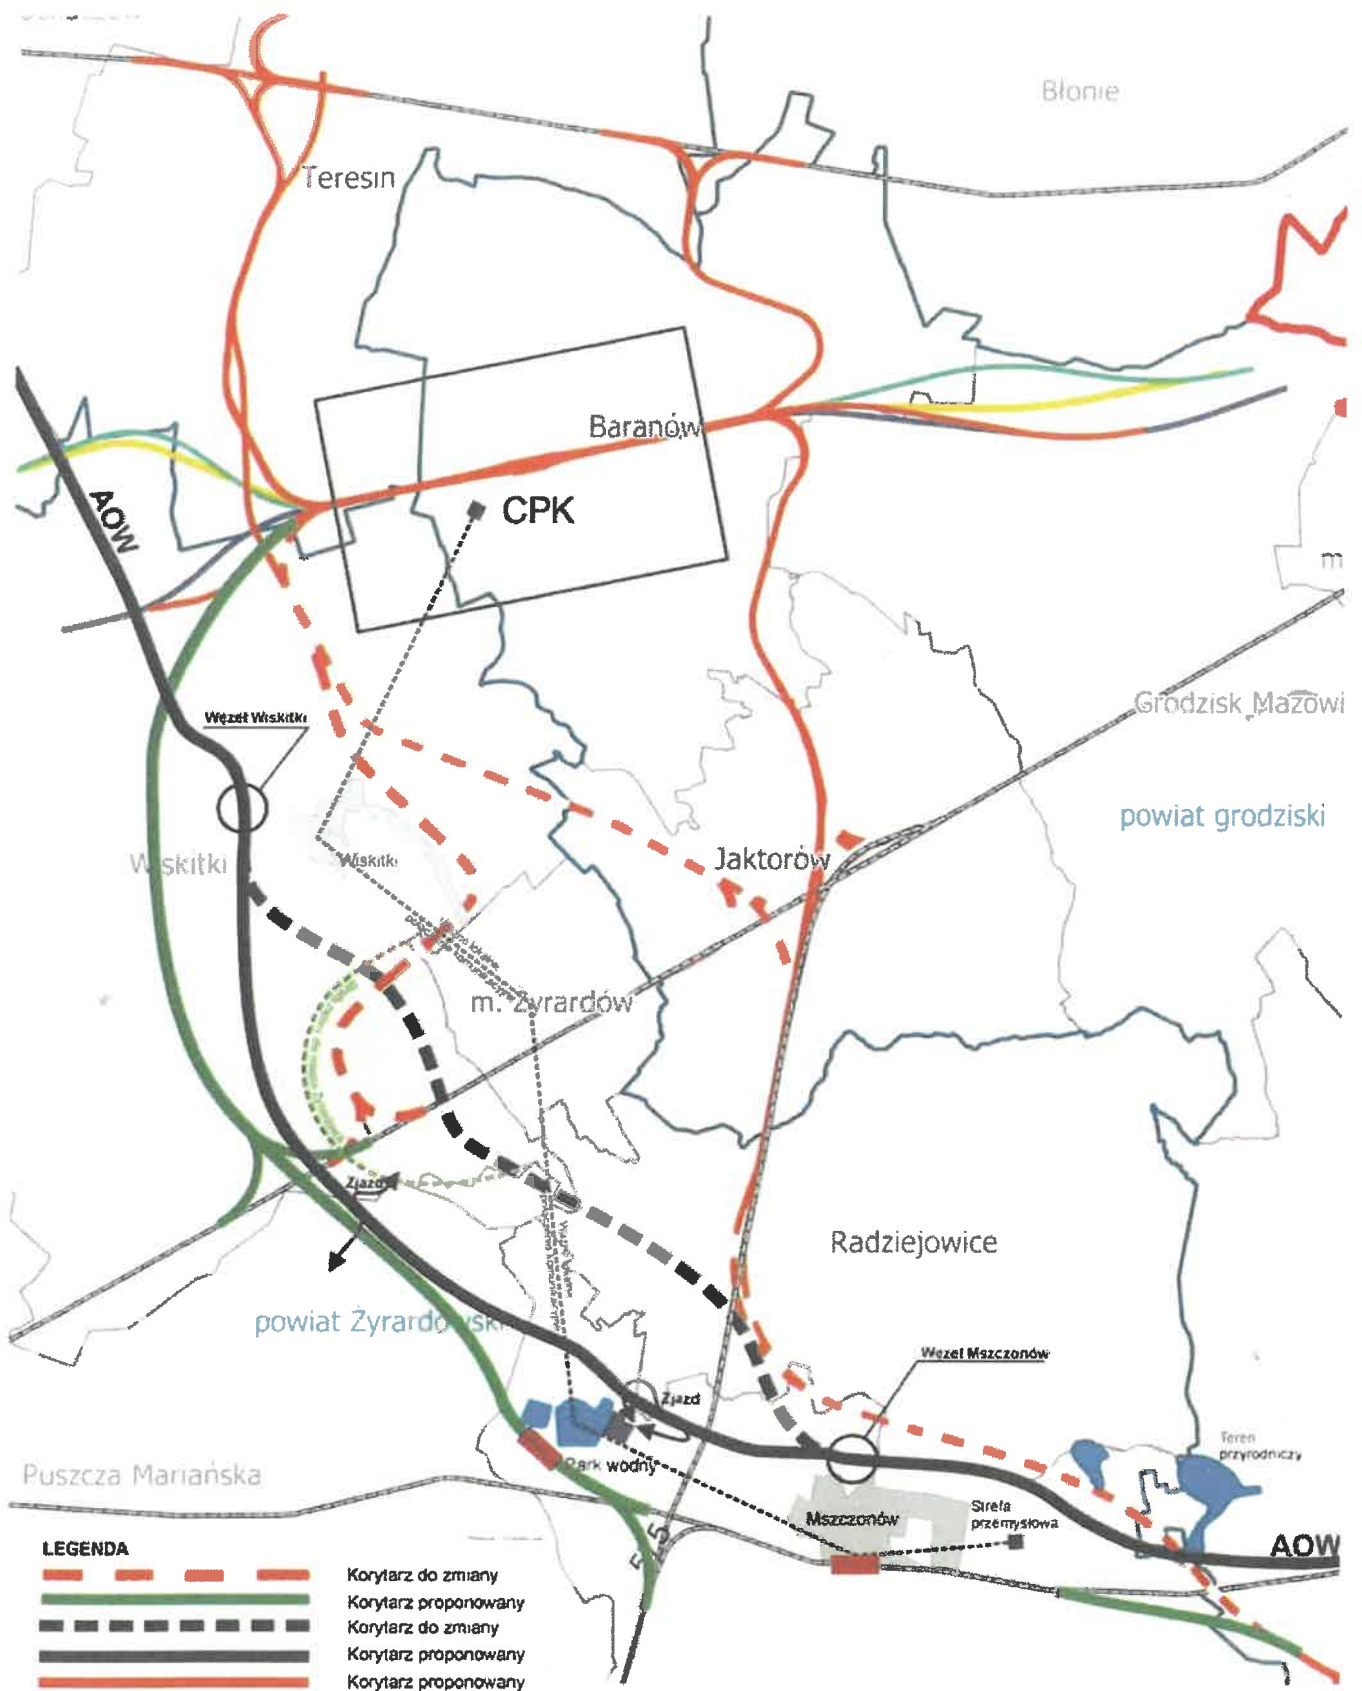 Błonie
Teresin
Baranów
CPK
AOW
m
Grodzisk Mazowi
Węzeł Wiskitki
powiat grodziski
Wiskitki
Wiskitki
Jaktorów
m. Żyrardów
Zjazd
Radziejowice
powiat Żyrardowski
Węzeł Mszczonów
Zjazd
Teren
przyrodniczy
Park wodny
Puszcza Mariańska
Mszczonów
Strefa
przemysłowa
AOW
LEGENDA
Korytarz do zmiany
Korytarz proponowany
Korytarz do zmiany
Korytarz proponowany
Korytarz proponowany